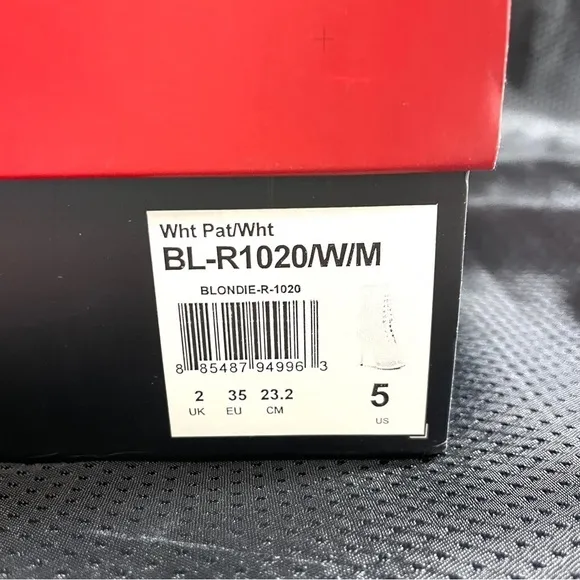 Wht Pat/Wht
BL-R1020/W/M
BLONDIE-R-1020
8 85487 94996 3
2 35 23.2 5
UK EU CM US